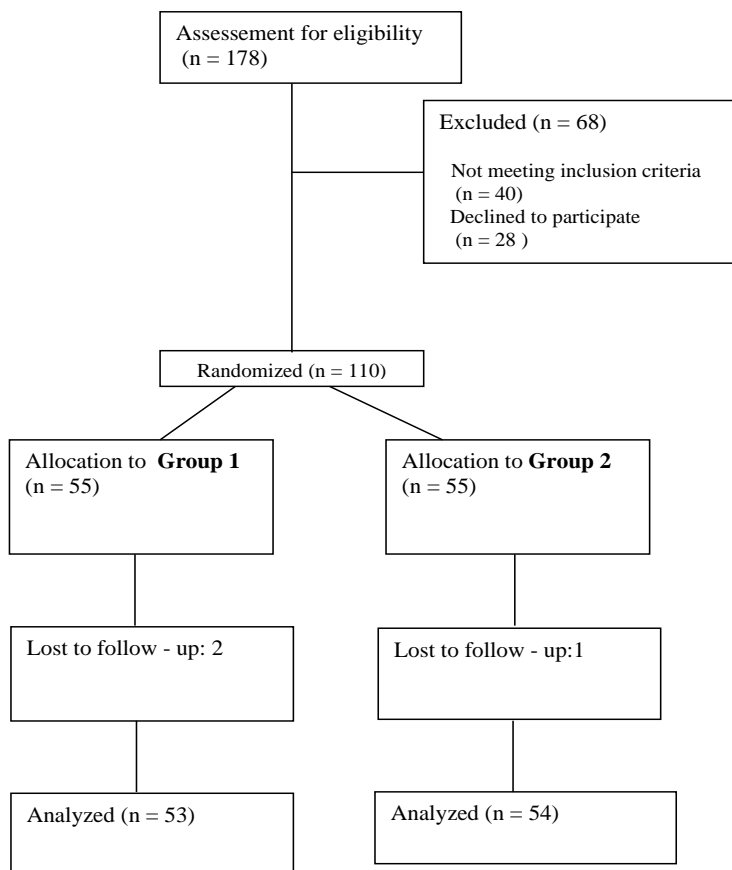 Assessement for eligibility
(n = 178)
Excluded (n = 68)
Not meeting inclusion criteria
(n = 40)
Declined to participate
(n = 28 )
Randomized (n = 110)
Allocation to Group 1
(n = 55)
Allocation to Group 2
(n = 55)
Lost to follow - up: 2
Lost to follow - up:1
Analyzed (n = 53)
Analyzed (n = 54)